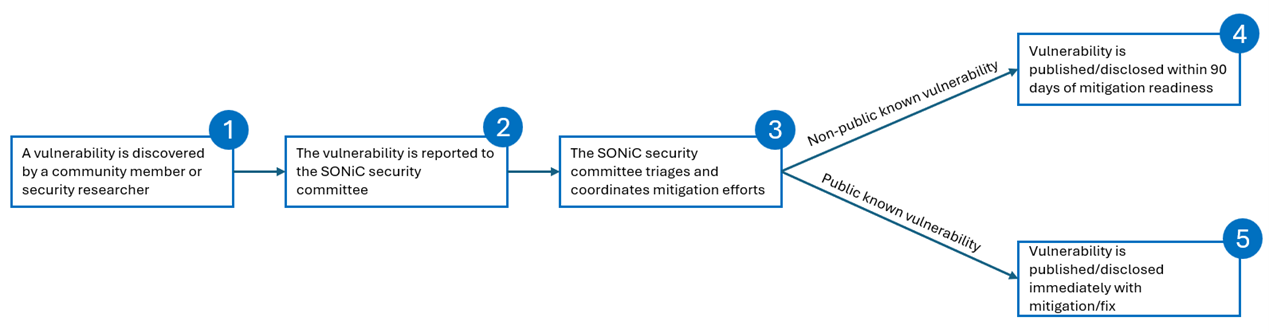 1
A vulnerability is discovered
by a community member or
security researcher
2
The vulnerability is reported to
the SONiC security
committee
3
The SONiC security
committee triages and
coordinates mitigation efforts
Non-public known vulnerability
4
Vulnerability is
published/disclosed within 90
days of mitigation readiness
Public known vulnerability
5
Vulnerability is
published/disclosed
immediately with
mitigation/fix